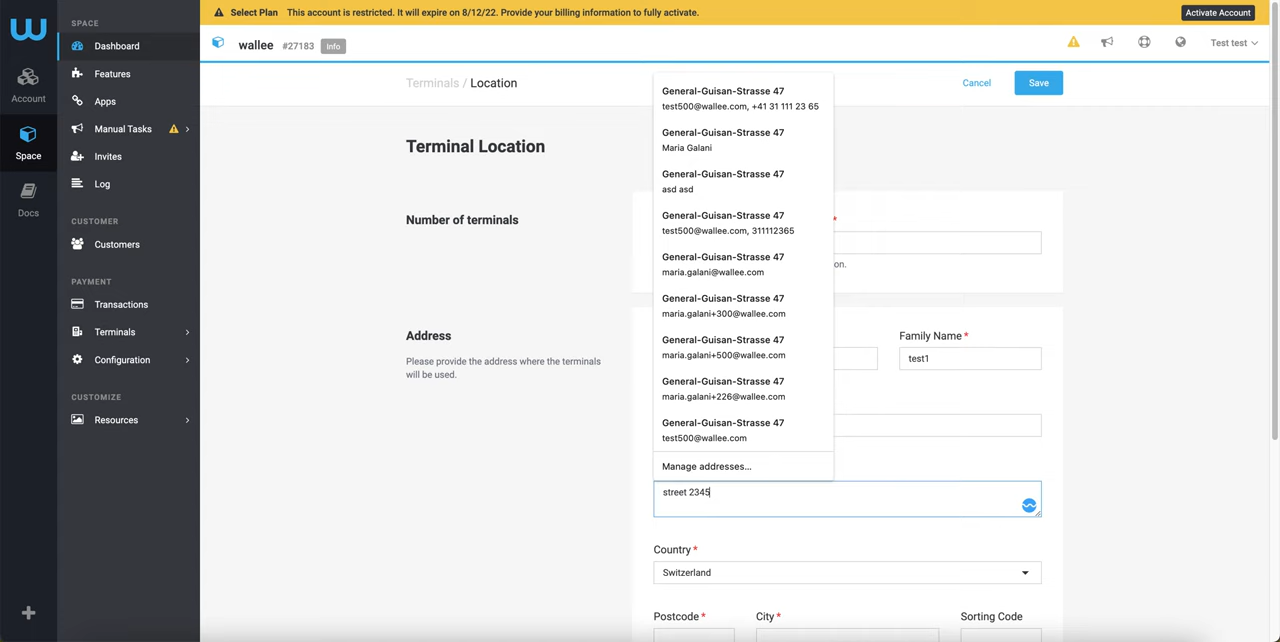 Select Plan This account is restricted. It will expire on 8/12/22. Provide your billing information to fully activate.
Activate Account
wallee #27183 Info
Test test
Account
Space
Docs
SPACE
Dashboard
Features
Apps
Manual Tasks
Invites
Log
CUSTOMER
Customers
PAYMENT
Transactions
Terminals
Configuration
CUSTOMIZE
Resources
Terminals / Location
Cancel
Save
Terminal Location
Number of terminals
*
on.
Address
Please provide the address where the terminals
will be used.
General-Guisan-Strasse 47
test500@wallee.com, +41 31 111 23 65
General-Guisan-Strasse 47
Maria Galani
General-Guisan-Strasse 47
asd asd
General-Guisan-Strasse 47
test500@wallee.com, 311112365
General-Guisan-Strasse 47
maria.galani@wallee.com
General-Guisan-Strasse 47
maria.galani+300@wallee.com
General-Guisan-Strasse 47
maria.galani+500@wallee.com
General-Guisan-Strasse 47
maria.galani+226@wallee.com
General-Guisan-Strasse 47
test500@wallee.com
Manage addresses...
Family Name *
test1
street 2345
Country *
Switzerland
Postcode * City * Sorting Code